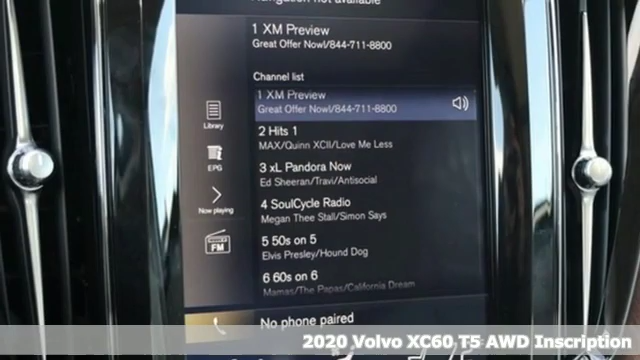 Navigation not available
1 XM Preview
Great Offer Now!/844-711-8800
Channel list
1 XM Preview
Great Offer Now!/844-711-8800
Library
2 Hits 1
MAX/Quinn XCII/Love Me Less
EPG
3 xL Pandora Now
Ed Sheeran/Travi/Antisocial
Now playing
4 SoulCycle Radio
Megan Thee Stall/Simon Says
FM
5 50s on 5
Elvis Presley/Hound Dog
6 60s on 6
Mamas/The Papas/California Dream
No phone paired
2020 Volvo XC60 T5 AWD Inscription